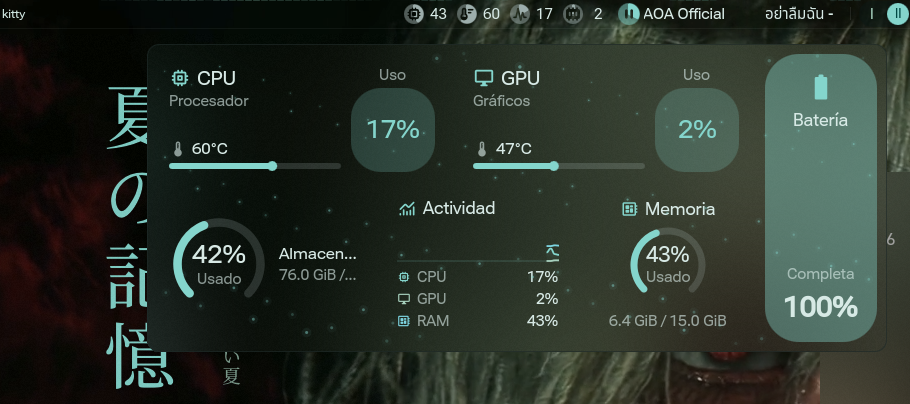 kitty
43
60
17
2
AOA Official
อย่าลืมฉัน -
夏の記憶
い夏
CPU
Procesador
60°C
Uso
17%
GPU
Gráficos
47°C
Uso
2%
Batería
Completa
100%
42%
Usado
Almacen...
76.0 GiB /...
Actividad
CPU 17%
GPU 2%
RAM 43%
Memoria
43%
Usado
6.4 GiB / 15.0 GiB
6